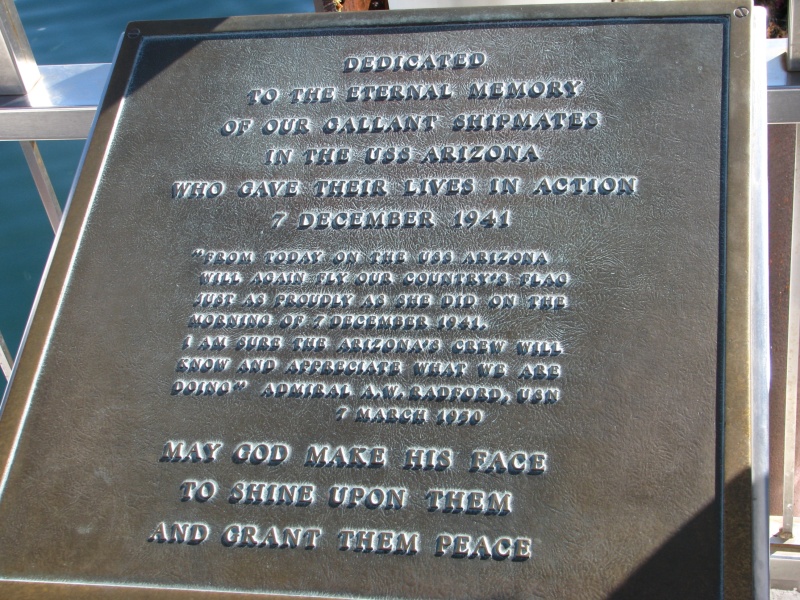 DEDICATED
TO THE ETERNAL MEMORY
OF OUR GALLANT SHIPMATES
IN THE USS ARIZONA
WHO GAVE THEIR LIVES IN ACTION
7 DECEMBER 1941
"FROM TODAY ON THE USS ARIZONA
WILL AGAIN FLY OUR COUNTRY'S FLAG
JUST AS PROUDLY AS SHE DID ON THE
MORNING OF 7 DECEMBER 1941.
I AM SURE THE ARIZONA'S CREW WILL
KNOW AND APPRECIATE WHAT WE ARE
DOING" ADMIRAL A.W. RADFORD, USN
7 MARCH 1950
MAY GOD MAKE HIS FACE
TO SHINE UPON THEM
AND GRANT THEM PEACE